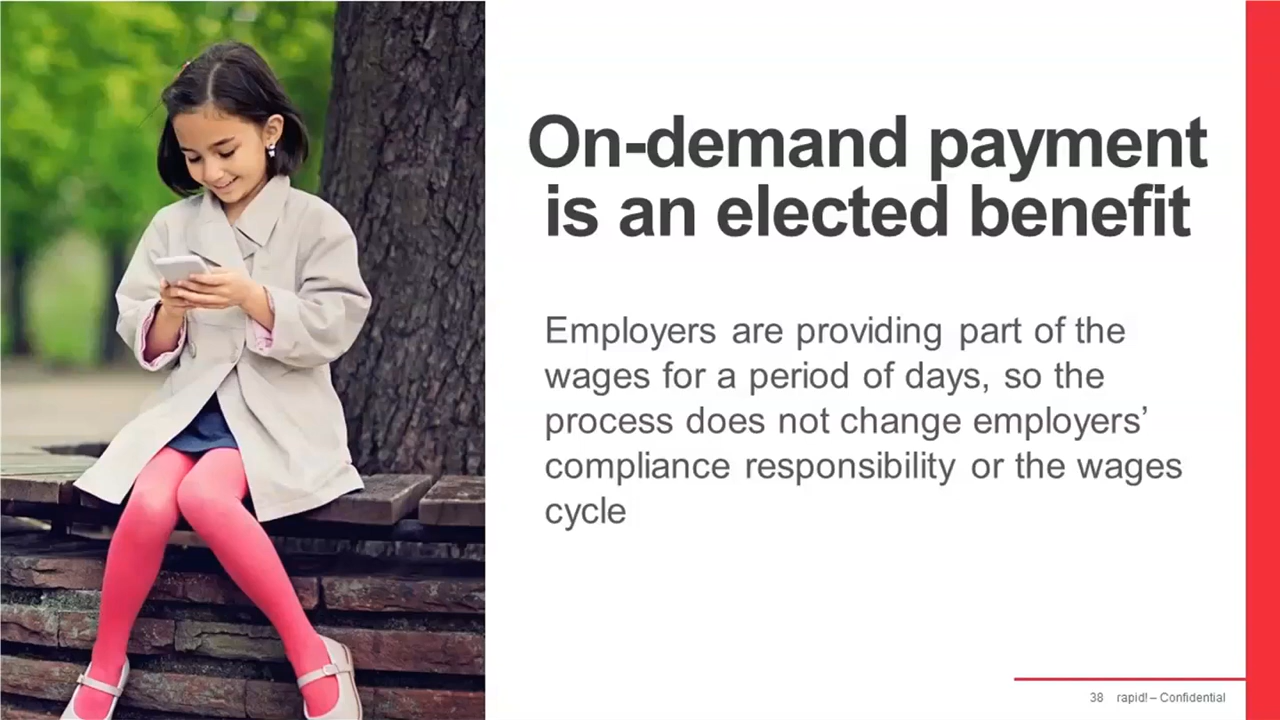 On-demand payment
is an elected benefit
Employers are providing part of the
wages for a period of days, so the
process does not change employers’
compliance responsibility or the wages
cycle
38 rapid! – Confidential